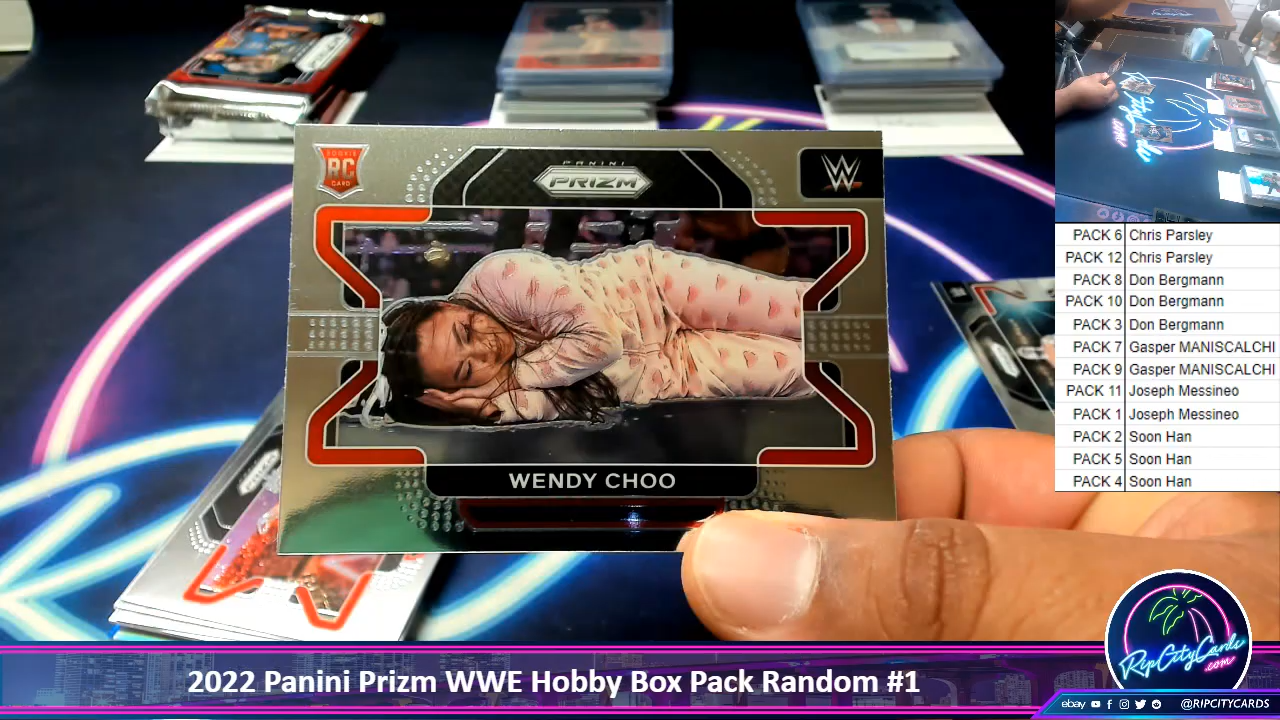 ROOKIE
RC
CARD
PANINI
PRIZM
W
WENDY CHOO
PACK 6 Chris Parsley
PACK 12 Chris Parsley
PACK 8 Don Bergmann
PACK 10 Don Bergmann
PACK 3 Don Bergmann
PACK 7 Gasper MANISCALCHI
PACK 9 Gasper MANISCALCHI
PACK 11 Joseph Messineo
PACK 1 Joseph Messineo
PACK 2 Soon Han
PACK 5 Soon Han
PACK 4 Soon Han
2022 Panini Prizm WWE Hobby Box Pack Random #1
RipCityCards
.com
ebay
@RIPCITYCARDS